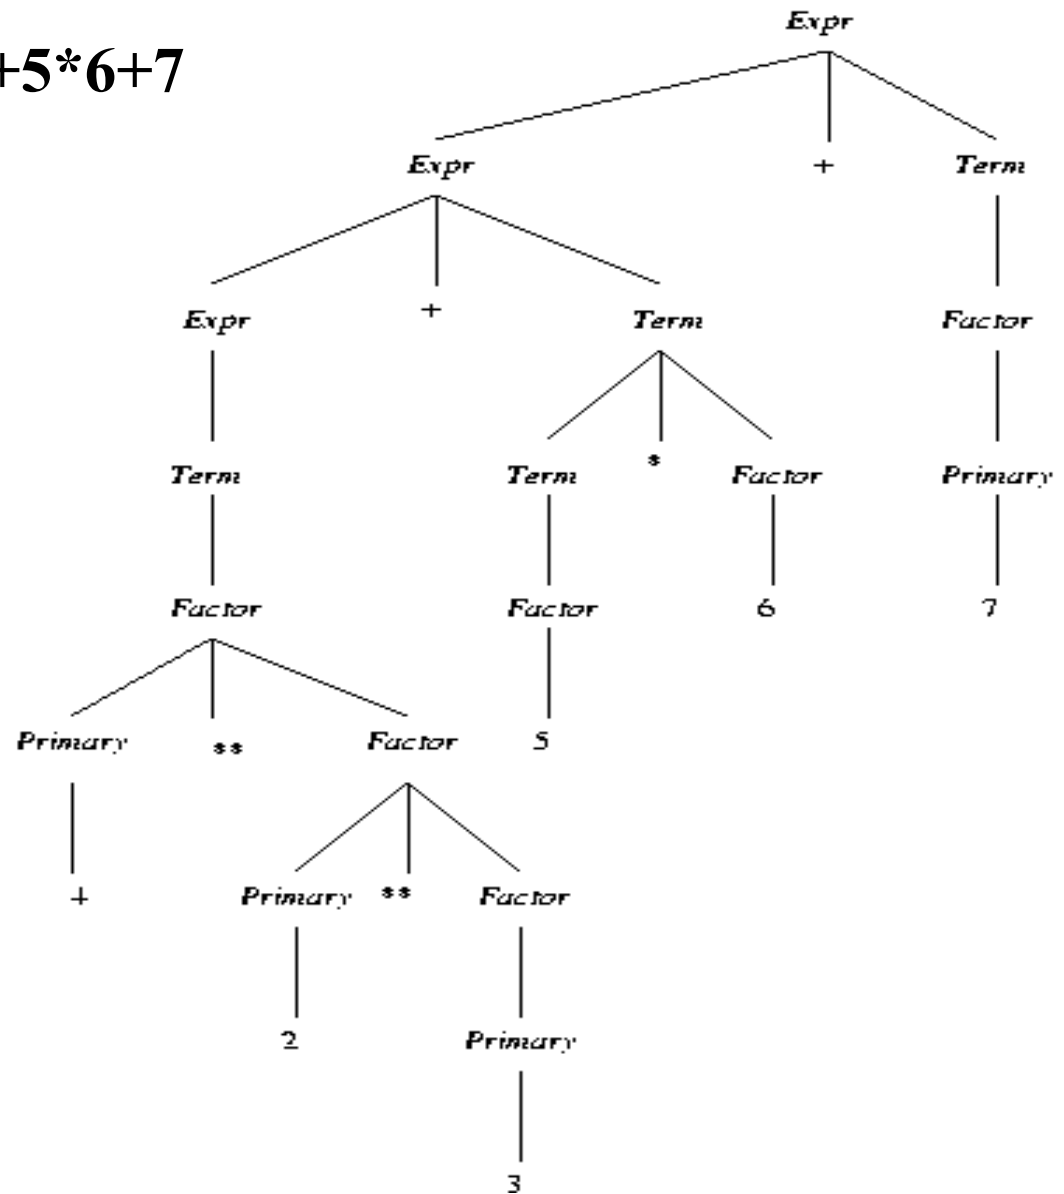 Expr
+5*6+7
Expr + Term
Expr + Term Factor
Term Term * Factor Primary
Factor Factor 6 7
Primary ** Factor 5
+ Primary ** Factor
2 Primary
3